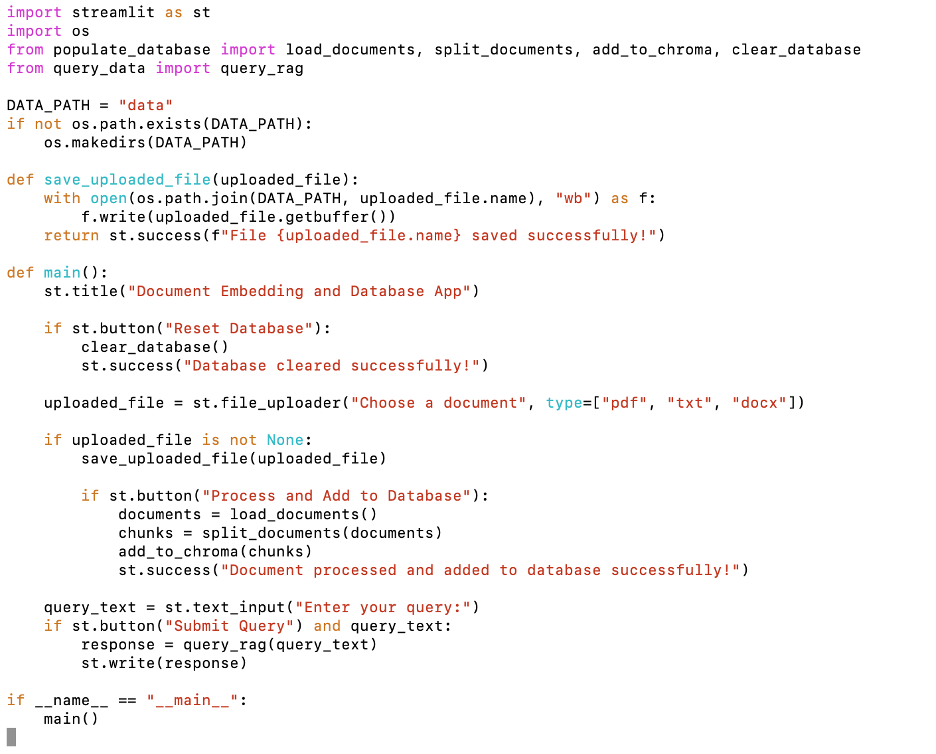 import streamlit as st
import os
from populate_database import load_documents, split_documents, add_to_chroma, clear_database
from query_data import query_rag

DATA_PATH = "data"
if not os.path.exists(DATA_PATH):
    os.makedirs(DATA_PATH)

def save_uploaded_file(uploaded_file):
    with open(os.path.join(DATA_PATH, uploaded_file.name), "wb") as f:
        f.write(uploaded_file.getbuffer())
    return st.success(f"File {uploaded_file.name} saved successfully!")

def main():
    st.title("Document Embedding and Database App")

    if st.button("Reset Database"):
        clear_database()
        st.success("Database cleared successfully!")

    uploaded_file = st.file_uploader("Choose a document", type=["pdf", "txt", "docx"])

    if uploaded_file is not None:
        save_uploaded_file(uploaded_file)

        if st.button("Process and Add to Database"):
            documents = load_documents()
            chunks = split_documents(documents)
            add_to_chroma(chunks)
            st.success("Document processed and added to database successfully!")

    query_text = st.text_input("Enter your query:")
    if st.button("Submit Query") and query_text:
        response = query_rag(query_text)
        st.write(response)

if __name__ == "__main__":
    main()